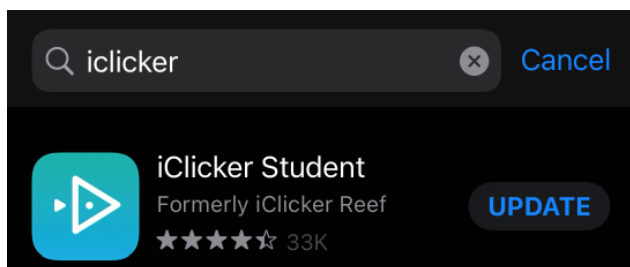 iclicker
Cancel
iClicker Student
Formerly iClicker Reef
UPDATE
33K